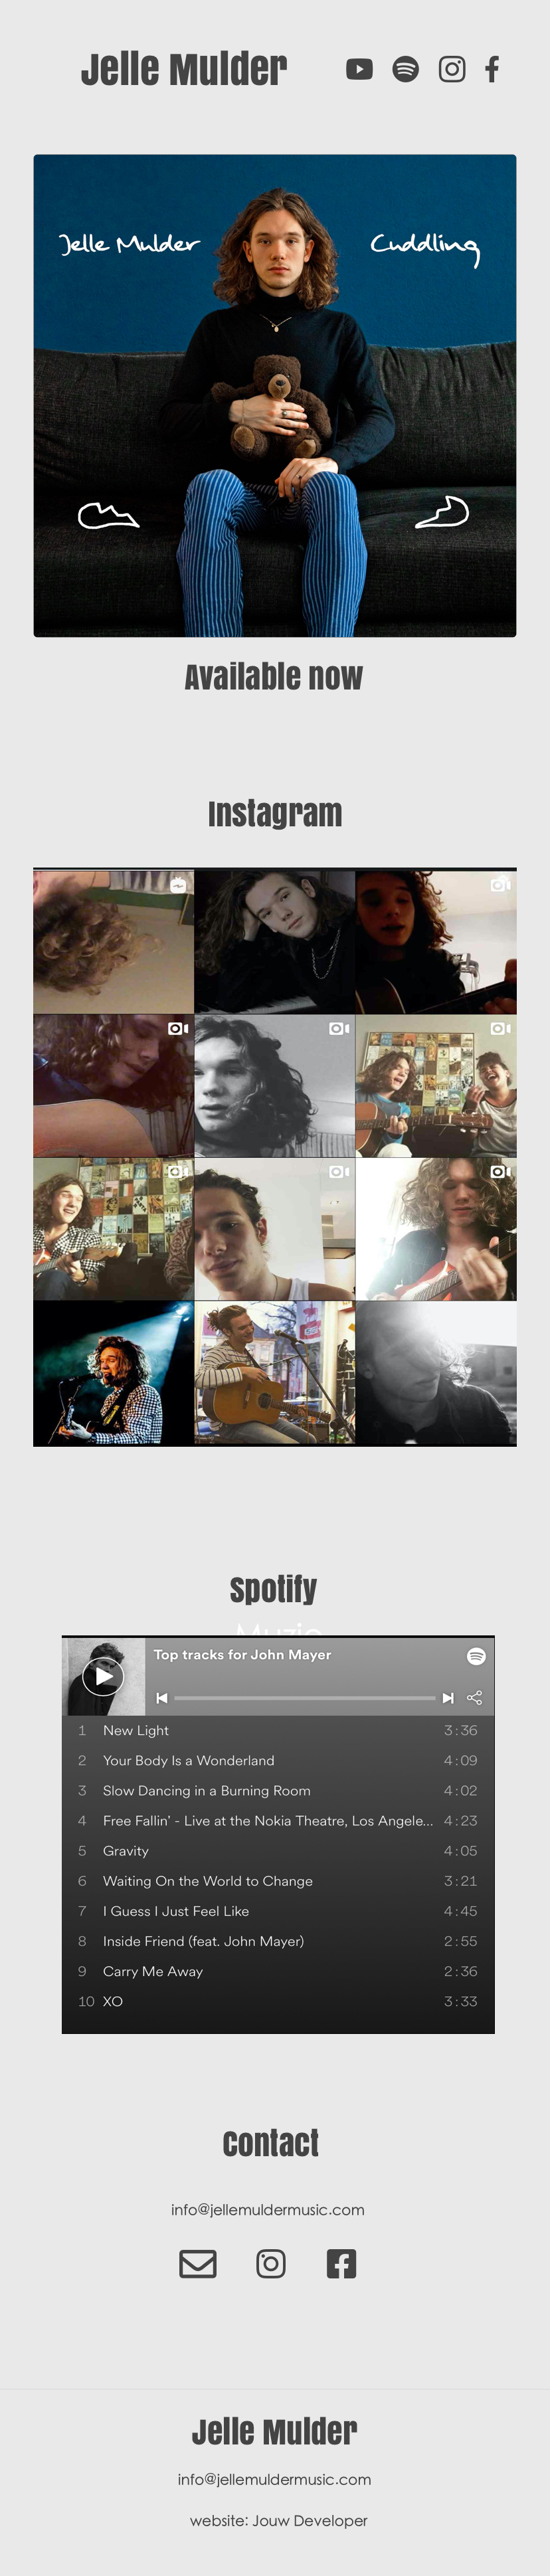 Jelle Mulder
Jelle Mulder
Cuddling
Available now
Instagram
Spotify
Muzie
Top tracks for John Mayer
1 New Light 3:36
2 Your Body Is a Wonderland 4:09
3 Slow Dancing in a Burning Room 4:02
4 Free Fallin' - Live at the Nokia Theatre, Los Angele... 4:23
5 Gravity 4:05
6 Waiting On the World to Change 3:21
7 I Guess I Just Feel Like 4:45
8 Inside Friend (feat. John Mayer) 2:55
9 Carry Me Away 2:36
10 XO 3:33
Contact
info@jellemuldermusic.com
Jelle Mulder
info@jellemuldermusic.com
website: Jouw Developer